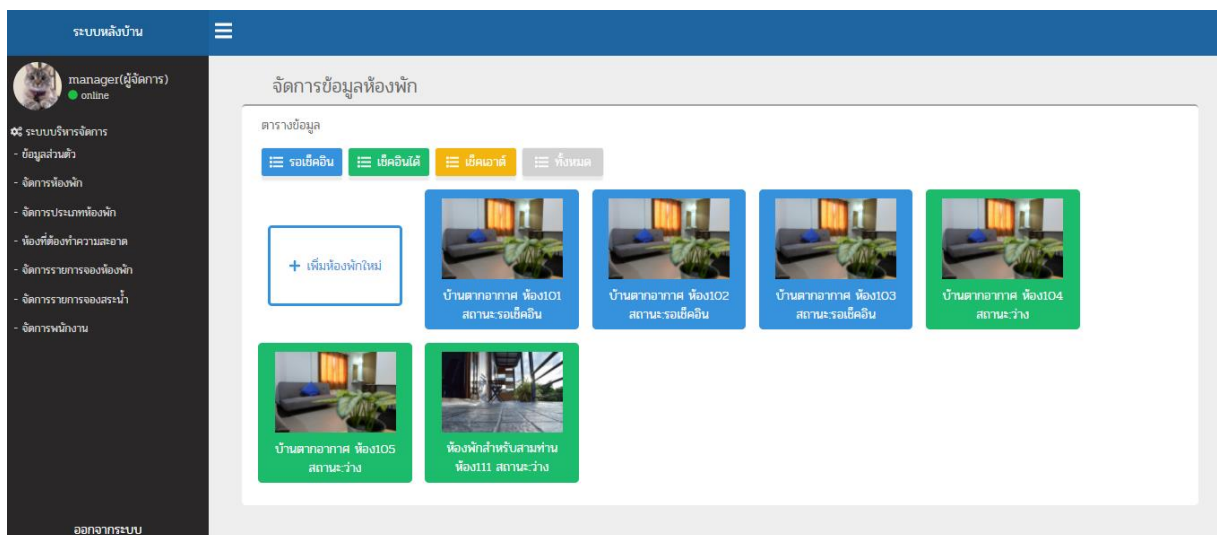 ระบบหลังบ้าน
manager(ผู้จัดการ)
online
ระบบบริหารจัดการ
- ข้อมูลส่วนตัว
- จัดการห้องพัก
- จัดการประเภทห้องพัก
- ห้องที่ต้องทำความสะอาด
- จัดการรายการจองห้องพัก
- จัดการรายการจองสระน้ำ
- จัดการพนักงาน
ออกจากระบบ
จัดการข้อมูลห้องพัก
ตารางข้อมูล
รอเช็คอิน เช็คอินได้ เช็คเอาต์ ทั้งหมด
+ เพิ่มห้องพักใหม่
บ้านตากอากาศ ห้อง101
สถานะ:รอเช็คอิน
บ้านตากอากาศ ห้อง102
สถานะ:รอเช็คอิน
บ้านตากอากาศ ห้อง103
สถานะ:รอเช็คอิน
บ้านตากอากาศ ห้อง104
สถานะ:ว่าง
บ้านตากอากาศ ห้อง105
สถานะ:ว่าง
ห้องพักสำหรับสามท่าน
ห้อง111 สถานะ:ว่าง